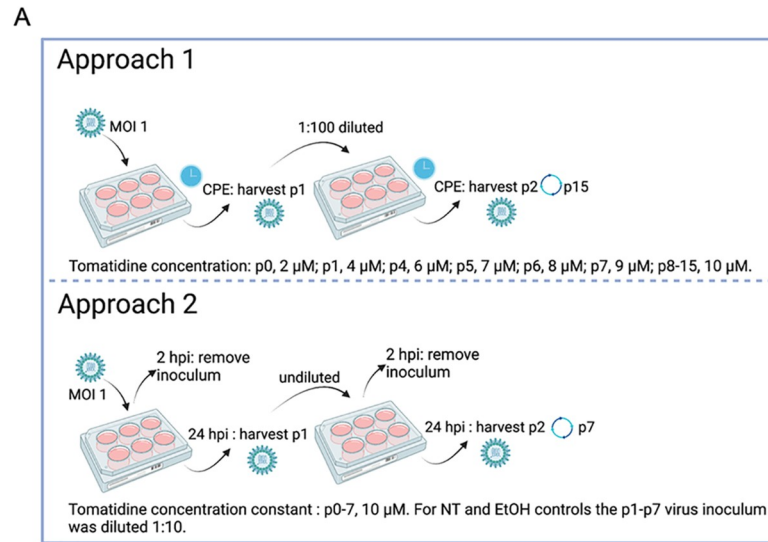 A
Approach 1
MOI 1
1:100 diluted
CPE: harvest p1
CPE: harvest p2 p15
Tomatidine concentration: p0, 2 µM; p1, 4 µM; p4, 6 µM; p5, 7 µM; p6, 8 µM; p7, 9 µM; p8-15, 10 µM.
Approach 2
2 hpi: remove
inoculum
MOI 1
undiluted
2 hpi: remove
inoculum
24 hpi : harvest p1
24 hpi : harvest p2 p7
Tomatidine concentration constant : p0-7, 10 µM. For NT and EtOH controls the p1-p7 virus inoculum
was diluted 1:10.